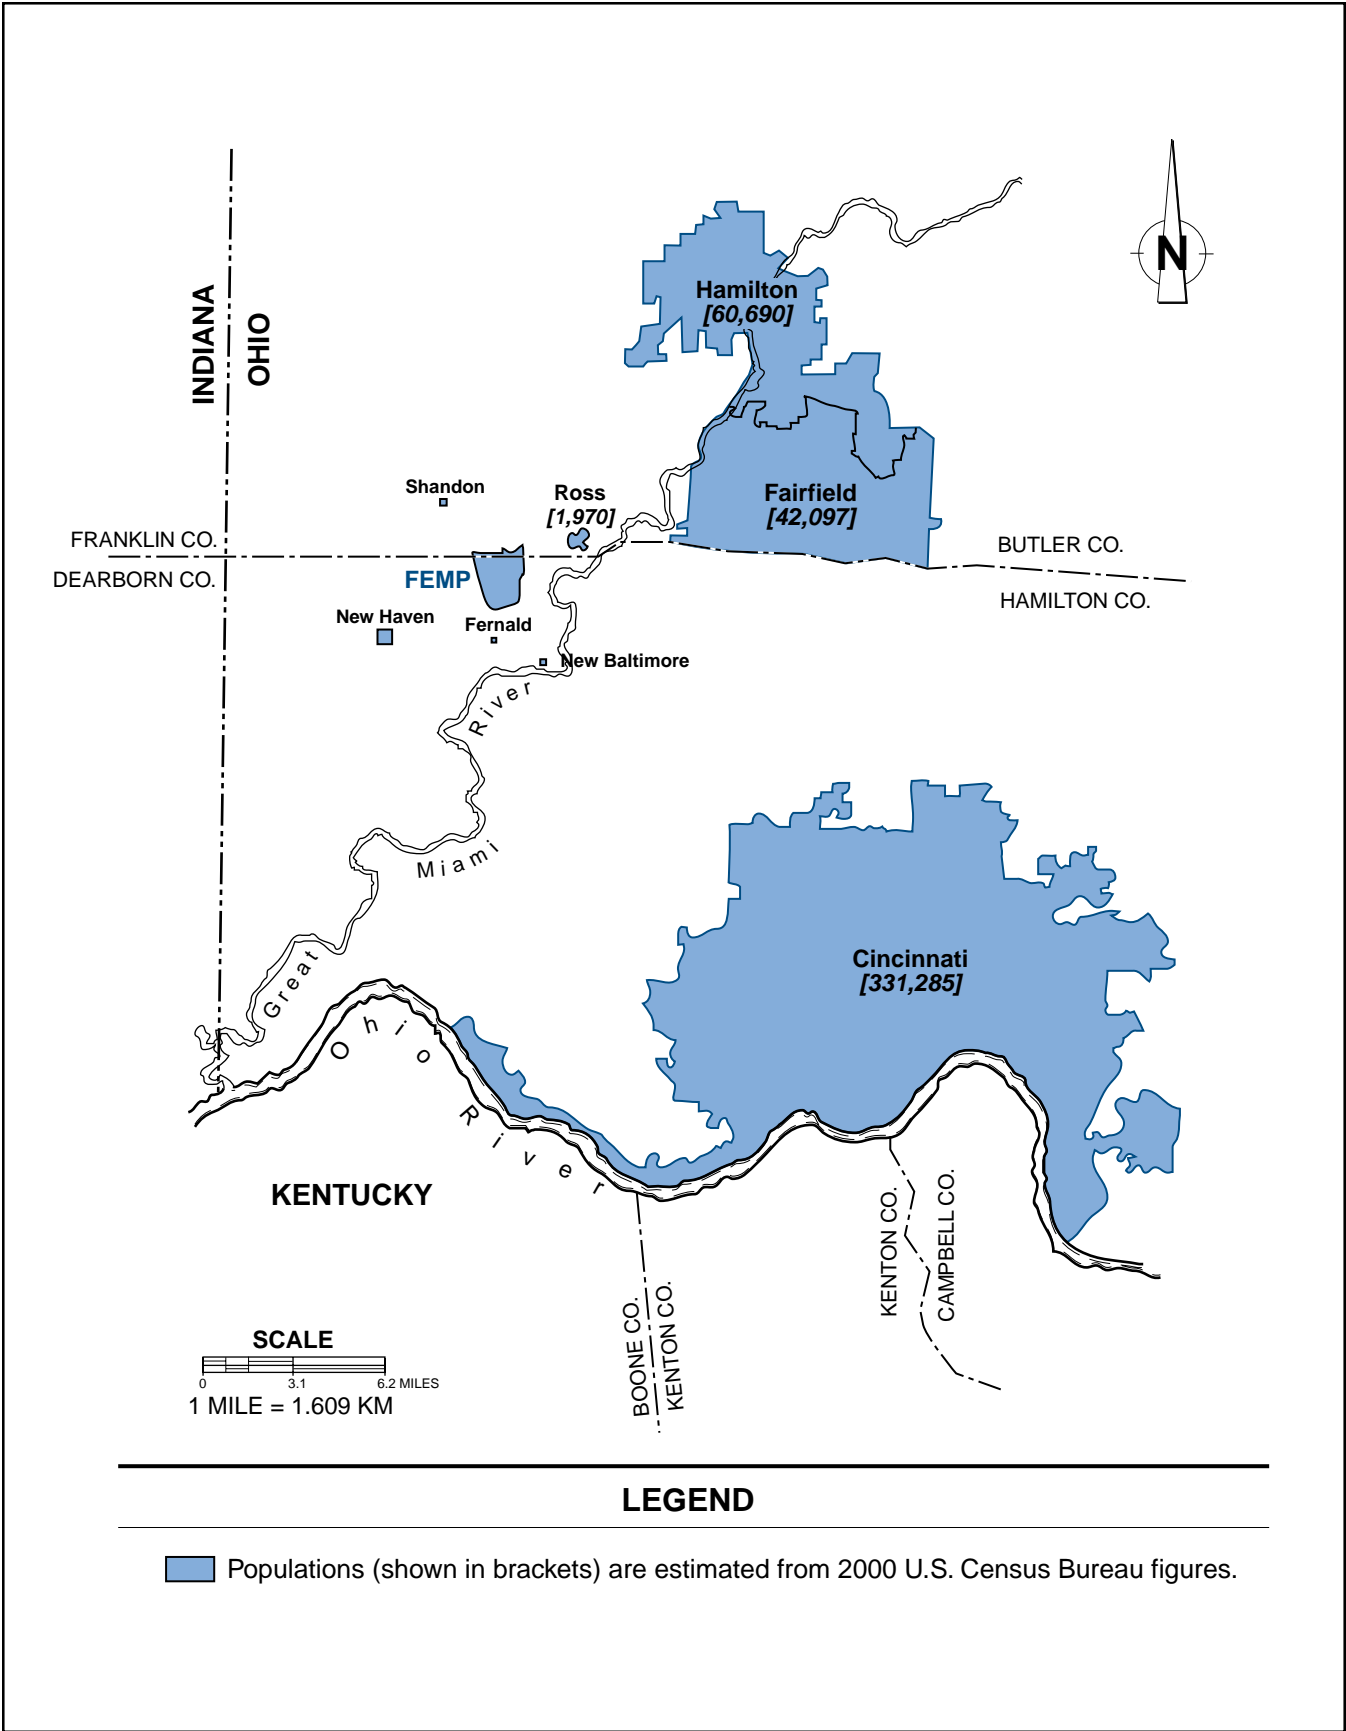 N
INDIANA
OHIO
Hamilton
[60,690]
Shandon
Ross
[1,970]
Fairfield
[42,097]
FRANKLIN CO.
DEARBORN CO.
BUTLER CO.
HAMILTON CO.
FEMP
New Haven
Fernald
New Baltimore
Great Miami River
Cincinnati
[331,285]
Ohio River
KENTUCKY
BOONE CO.
KENTON CO.
KENTON CO.
CAMPBELL CO.
SCALE
0 3.1 6.2 MILES
1 MILE = 1.609 KM
LEGEND
Populations (shown in brackets) are estimated from 2000 U.S. Census Bureau figures.